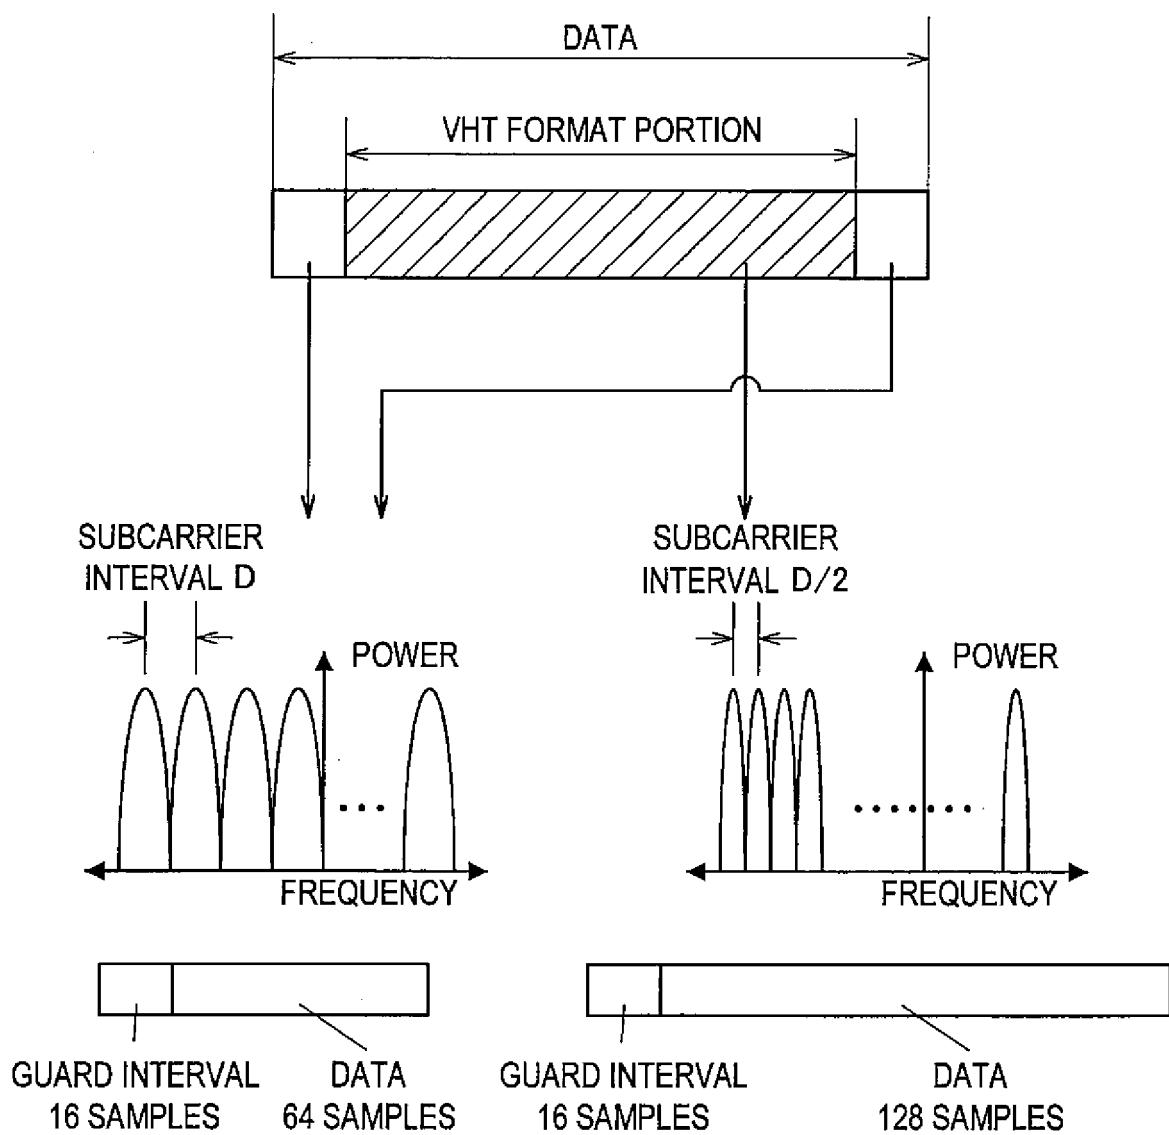 DATA
VHT FORMAT PORTION
SUBCARRIER
INTERVAL D
SUBCARRIER
INTERVAL D/2
POWER
POWER
FREQUENCY
FREQUENCY
GUARD INTERVAL
16 SAMPLES
DATA
64 SAMPLES
GUARD INTERVAL
16 SAMPLES
DATA
128 SAMPLES